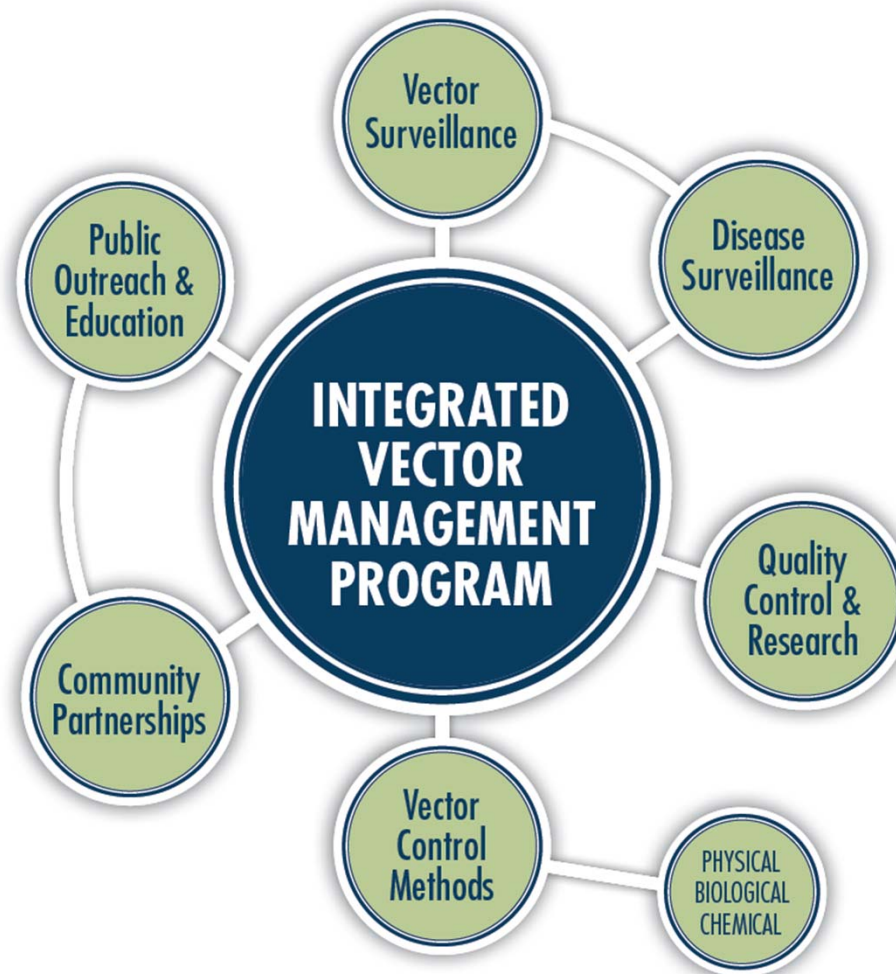 Vector
Surveillance
Disease
Surveillance
Public
Outreach &
Education
INTEGRATED
VECTOR
MANAGEMENT
PROGRAM
Quality
Control &
Research
Community
Partnerships
Vector
Control
Methods
PHYSICAL
BIOLOGICAL
CHEMICAL